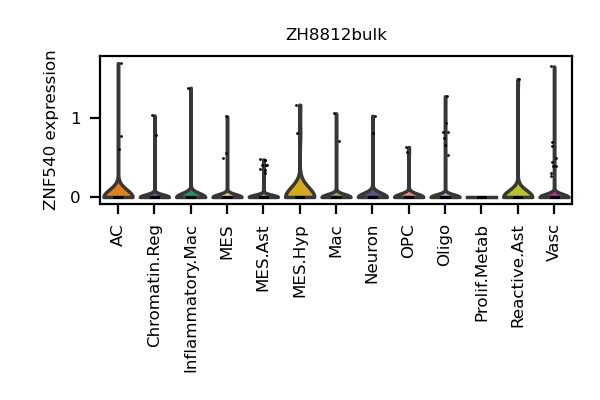 ZH8812bulk
ZNF540 expression
1
0
AC
Chromatin.Reg
Inflammatory.Mac
MES
MES.Ast
MES.Hyp
Mac
Neuron
OPC
Oligo
Prolif.Metab
Reactive.Ast
Vasc